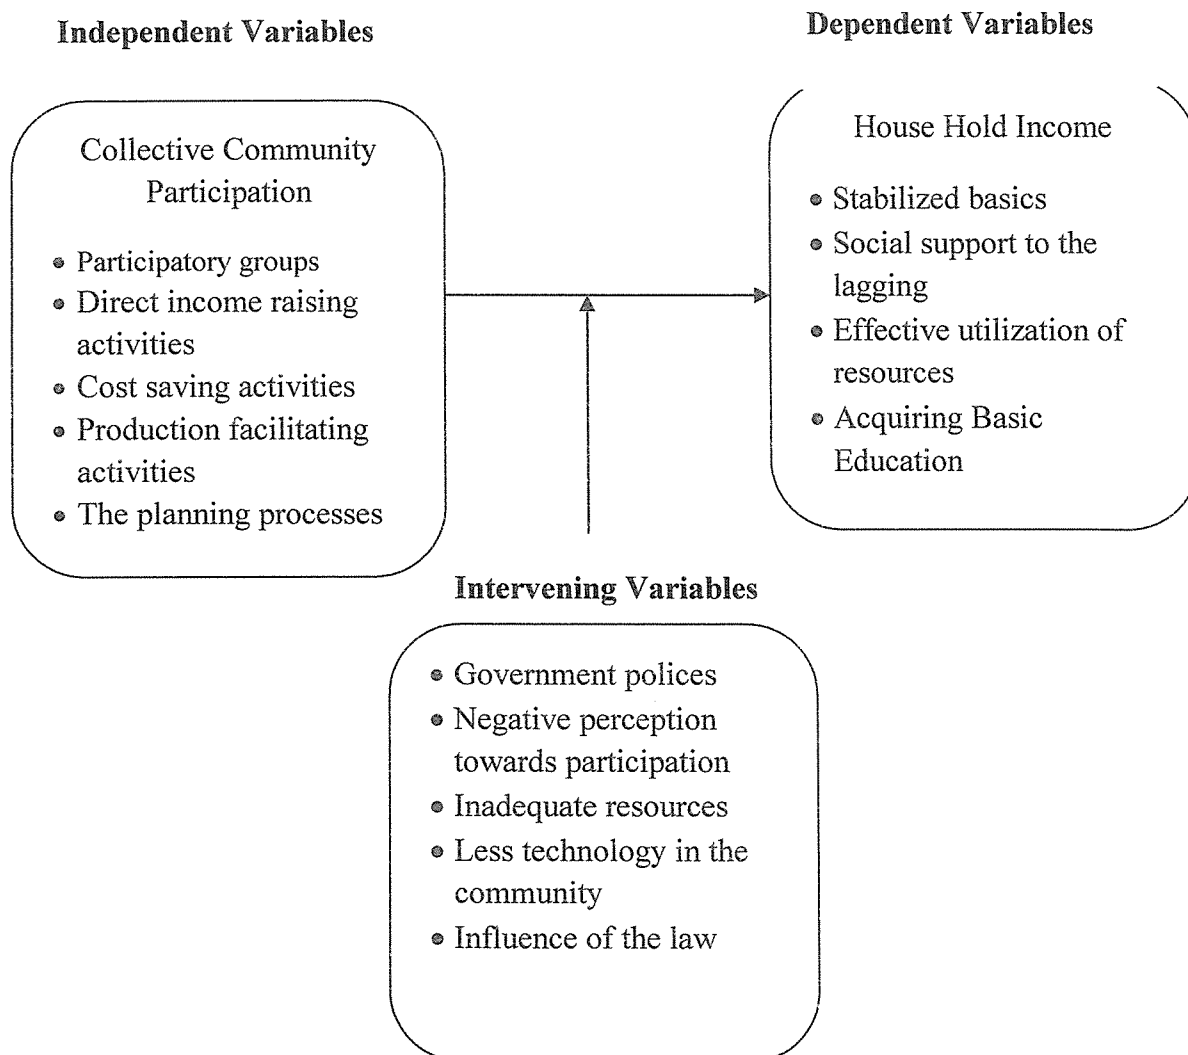 Independent Variables
Dependent Variables
Collective Community
Participation
• Participatory groups
• Direct income raising
activities
• Cost saving activities
• Production facilitating
activities
• The planning processes
House Hold Income
• Stabilized basics
• Social support to the
lagging
• Effective utilization of
resources
• Acquiring Basic
Education
Intervening Variables
• Government polices
• Negative perception
towards participation
• Inadequate resources
• Less technology in the
community
• Influence of the law